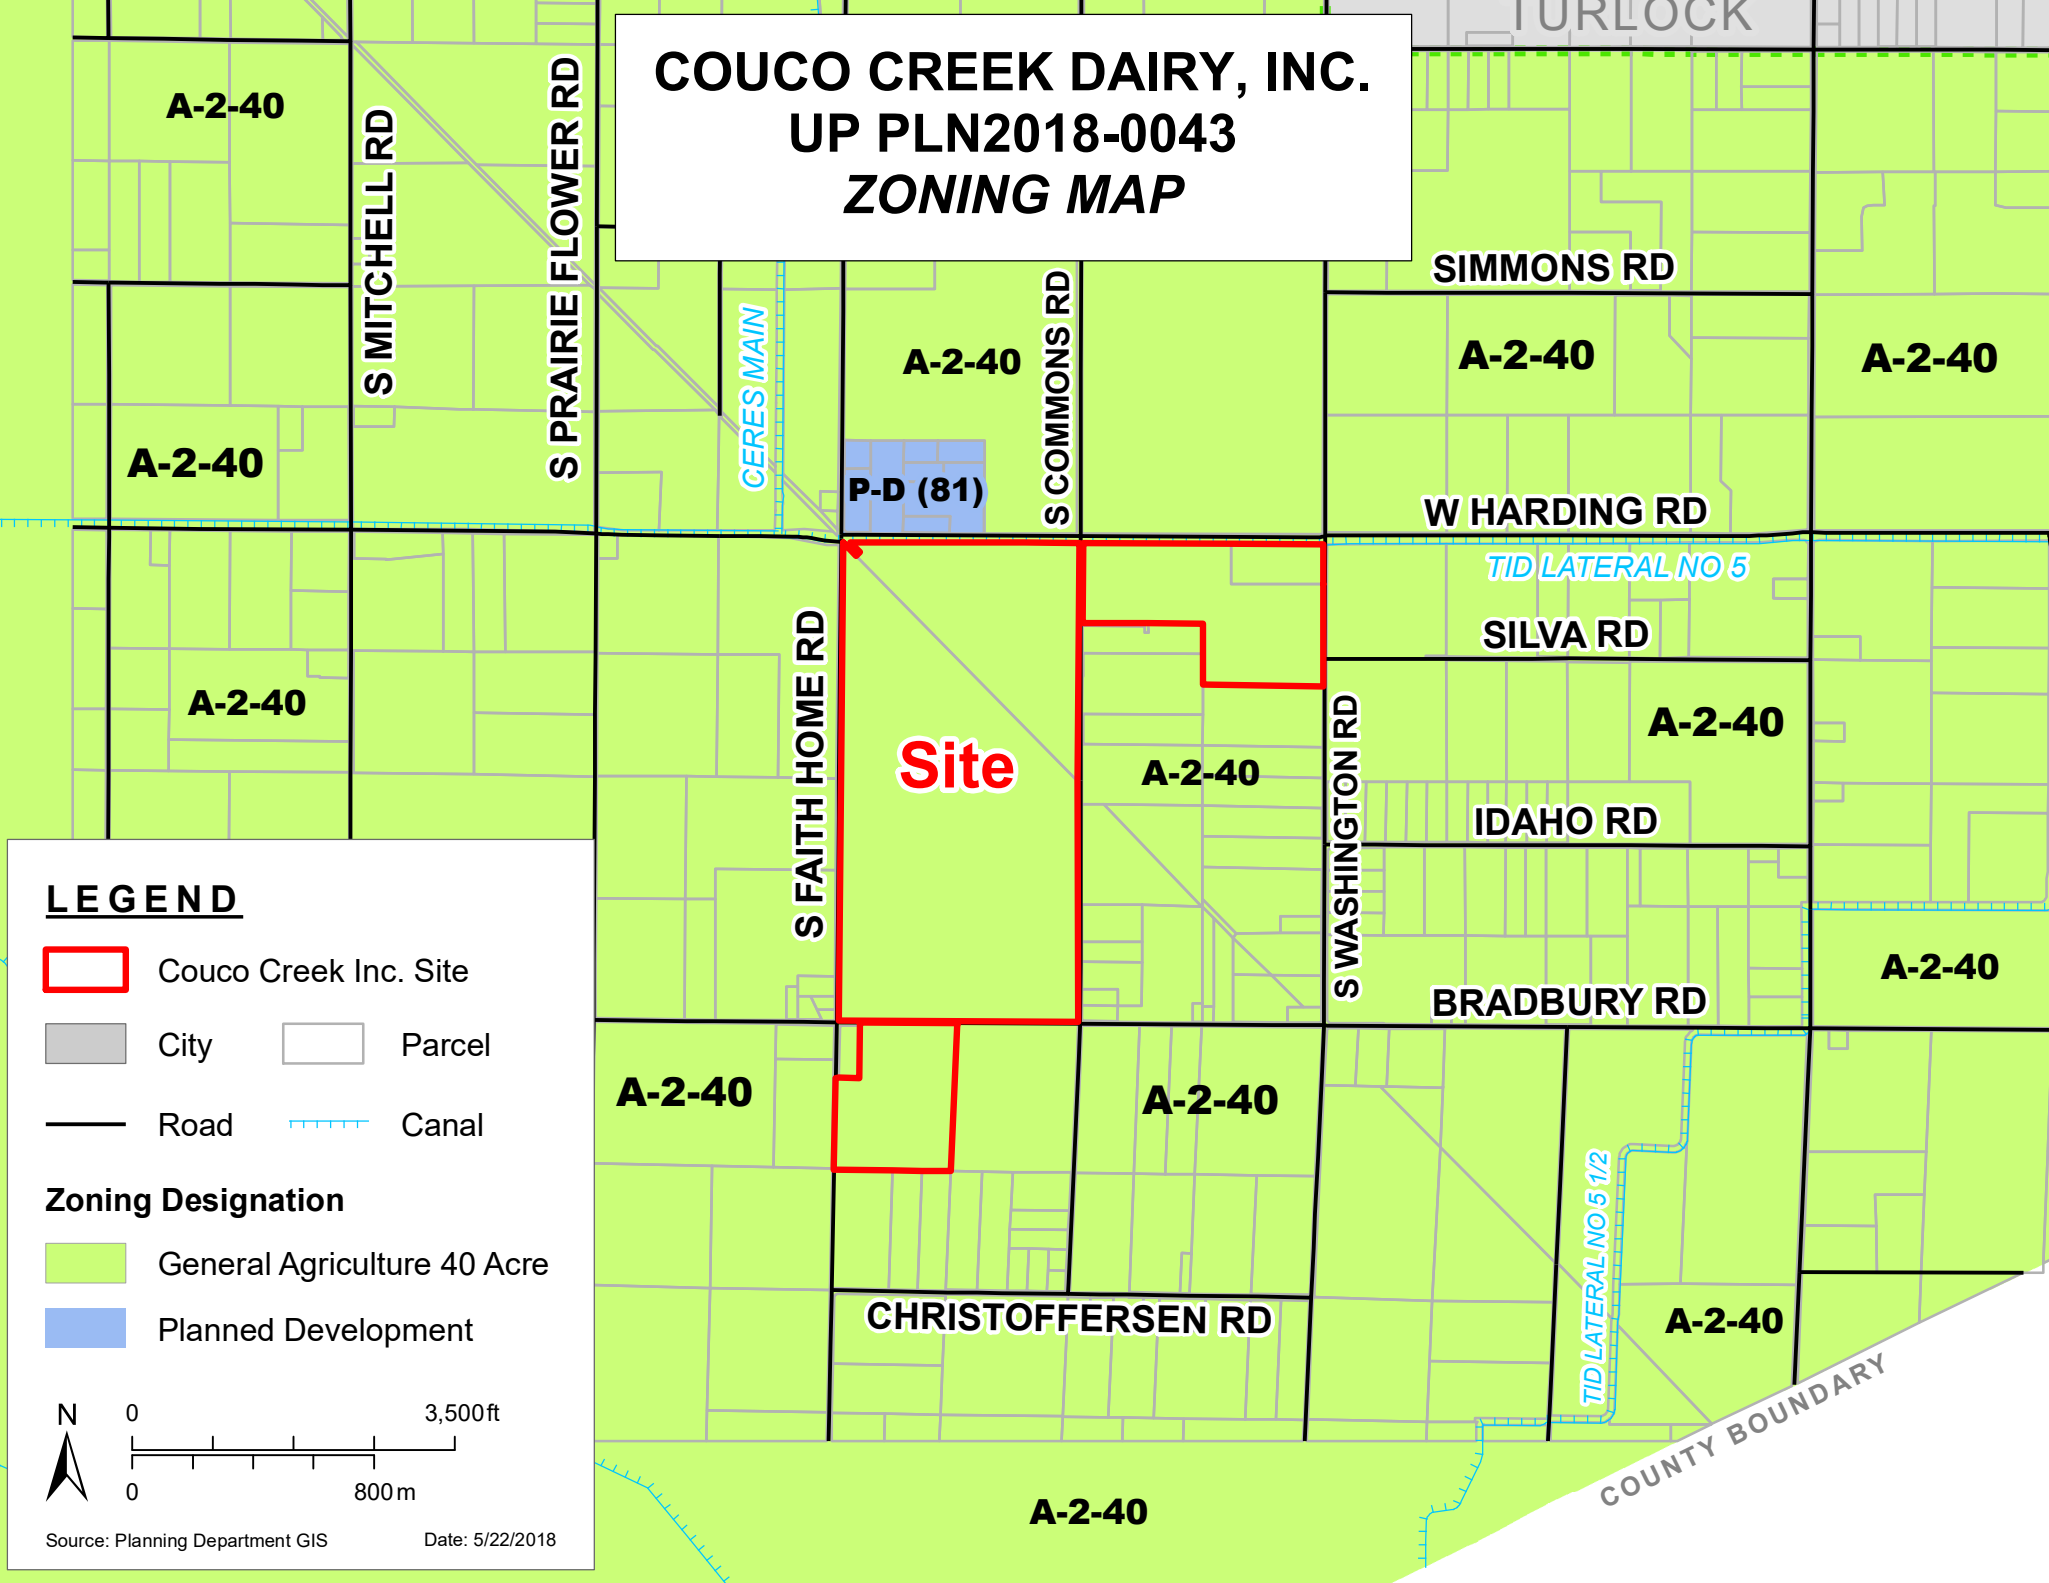 TURLOCK
COUCO CREEK DAIRY, INC.
UP PLN2018-0043
ZONING MAP
A-2-40
S MITCHELL RD
S PRAIRIE FLOWER RD
SIMMONS RD
CERES MAIN
A-2-40
S COMMONS RD
A-2-40
A-2-40
A-2-40
P-D (81)
W HARDING RD
TID LATERAL NO 5
SILVA RD
S FAITH HOME RD
A-2-40
Site
A-2-40
S WASHINGTON RD
A-2-40
IDAHO RD
A-2-40
BRADBURY RD
A-2-40
A-2-40
TID LATERAL NO 5 1/2
CHRISTOFFERSEN RD
A-2-40
COUNTY BOUNDARY
A-2-40
LEGEND
Couco Creek Inc. Site
City
Parcel
Road
Canal
Zoning Designation
General Agriculture 40 Acre
Planned Development
N
0 3,500 ft
0 800 m
Source: Planning Department GIS Date: 5/22/2018